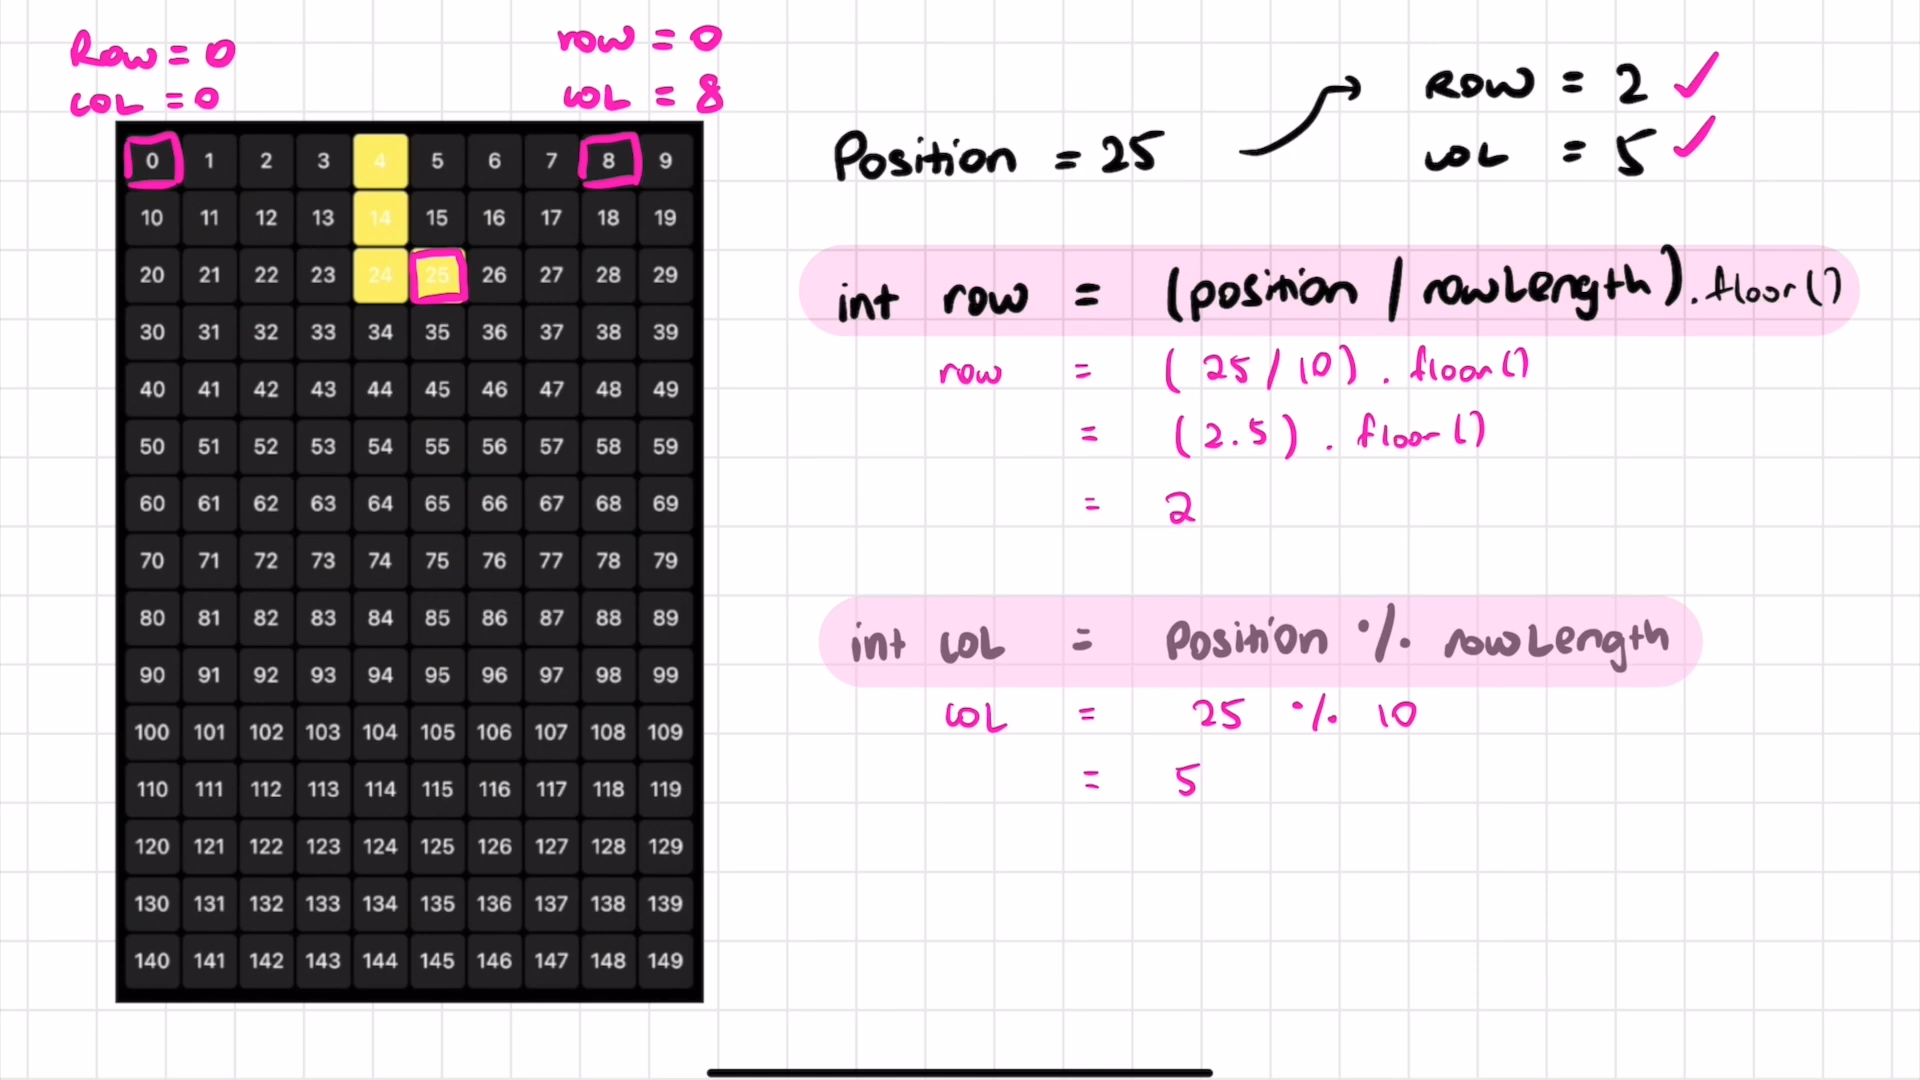 Row = 0
COL = 0
row = 0
COL = 8
0 1 2 3 4 5 6 7 8 9
10 11 12 13 14 15 16 17 18 19
20 21 22 23 24 25 26 27 28 29
30 31 32 33 34 35 36 37 38 39
40 41 42 43 44 45 46 47 48 49
50 51 52 53 54 55 56 57 58 59
60 61 62 63 64 65 66 67 68 69
70 71 72 73 74 75 76 77 78 79
80 81 82 83 84 85 86 87 88 89
90 91 92 93 94 95 96 97 98 99
100 101 102 103 104 105 106 107 108 109
110 111 112 113 114 115 116 117 118 119
120 121 122 123 124 125 126 127 128 129
130 131 132 133 134 135 136 137 138 139
140 141 142 143 144 145 146 147 148 149
ROW = 2 ✓
Position = 25
COL = 5 ✓
int row = (position / rowLength).floor()
row = (25/10).floor()
= (2.5).floor()
= 2
int COL = Position % rowLength
COL = 25 % 10
= 5